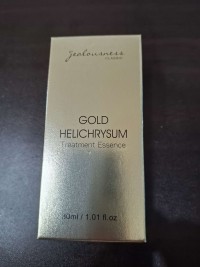 Jealousness
GOLD
HELICHRYSUM
Treatment Essence
30ml / 1.01 fl.oz